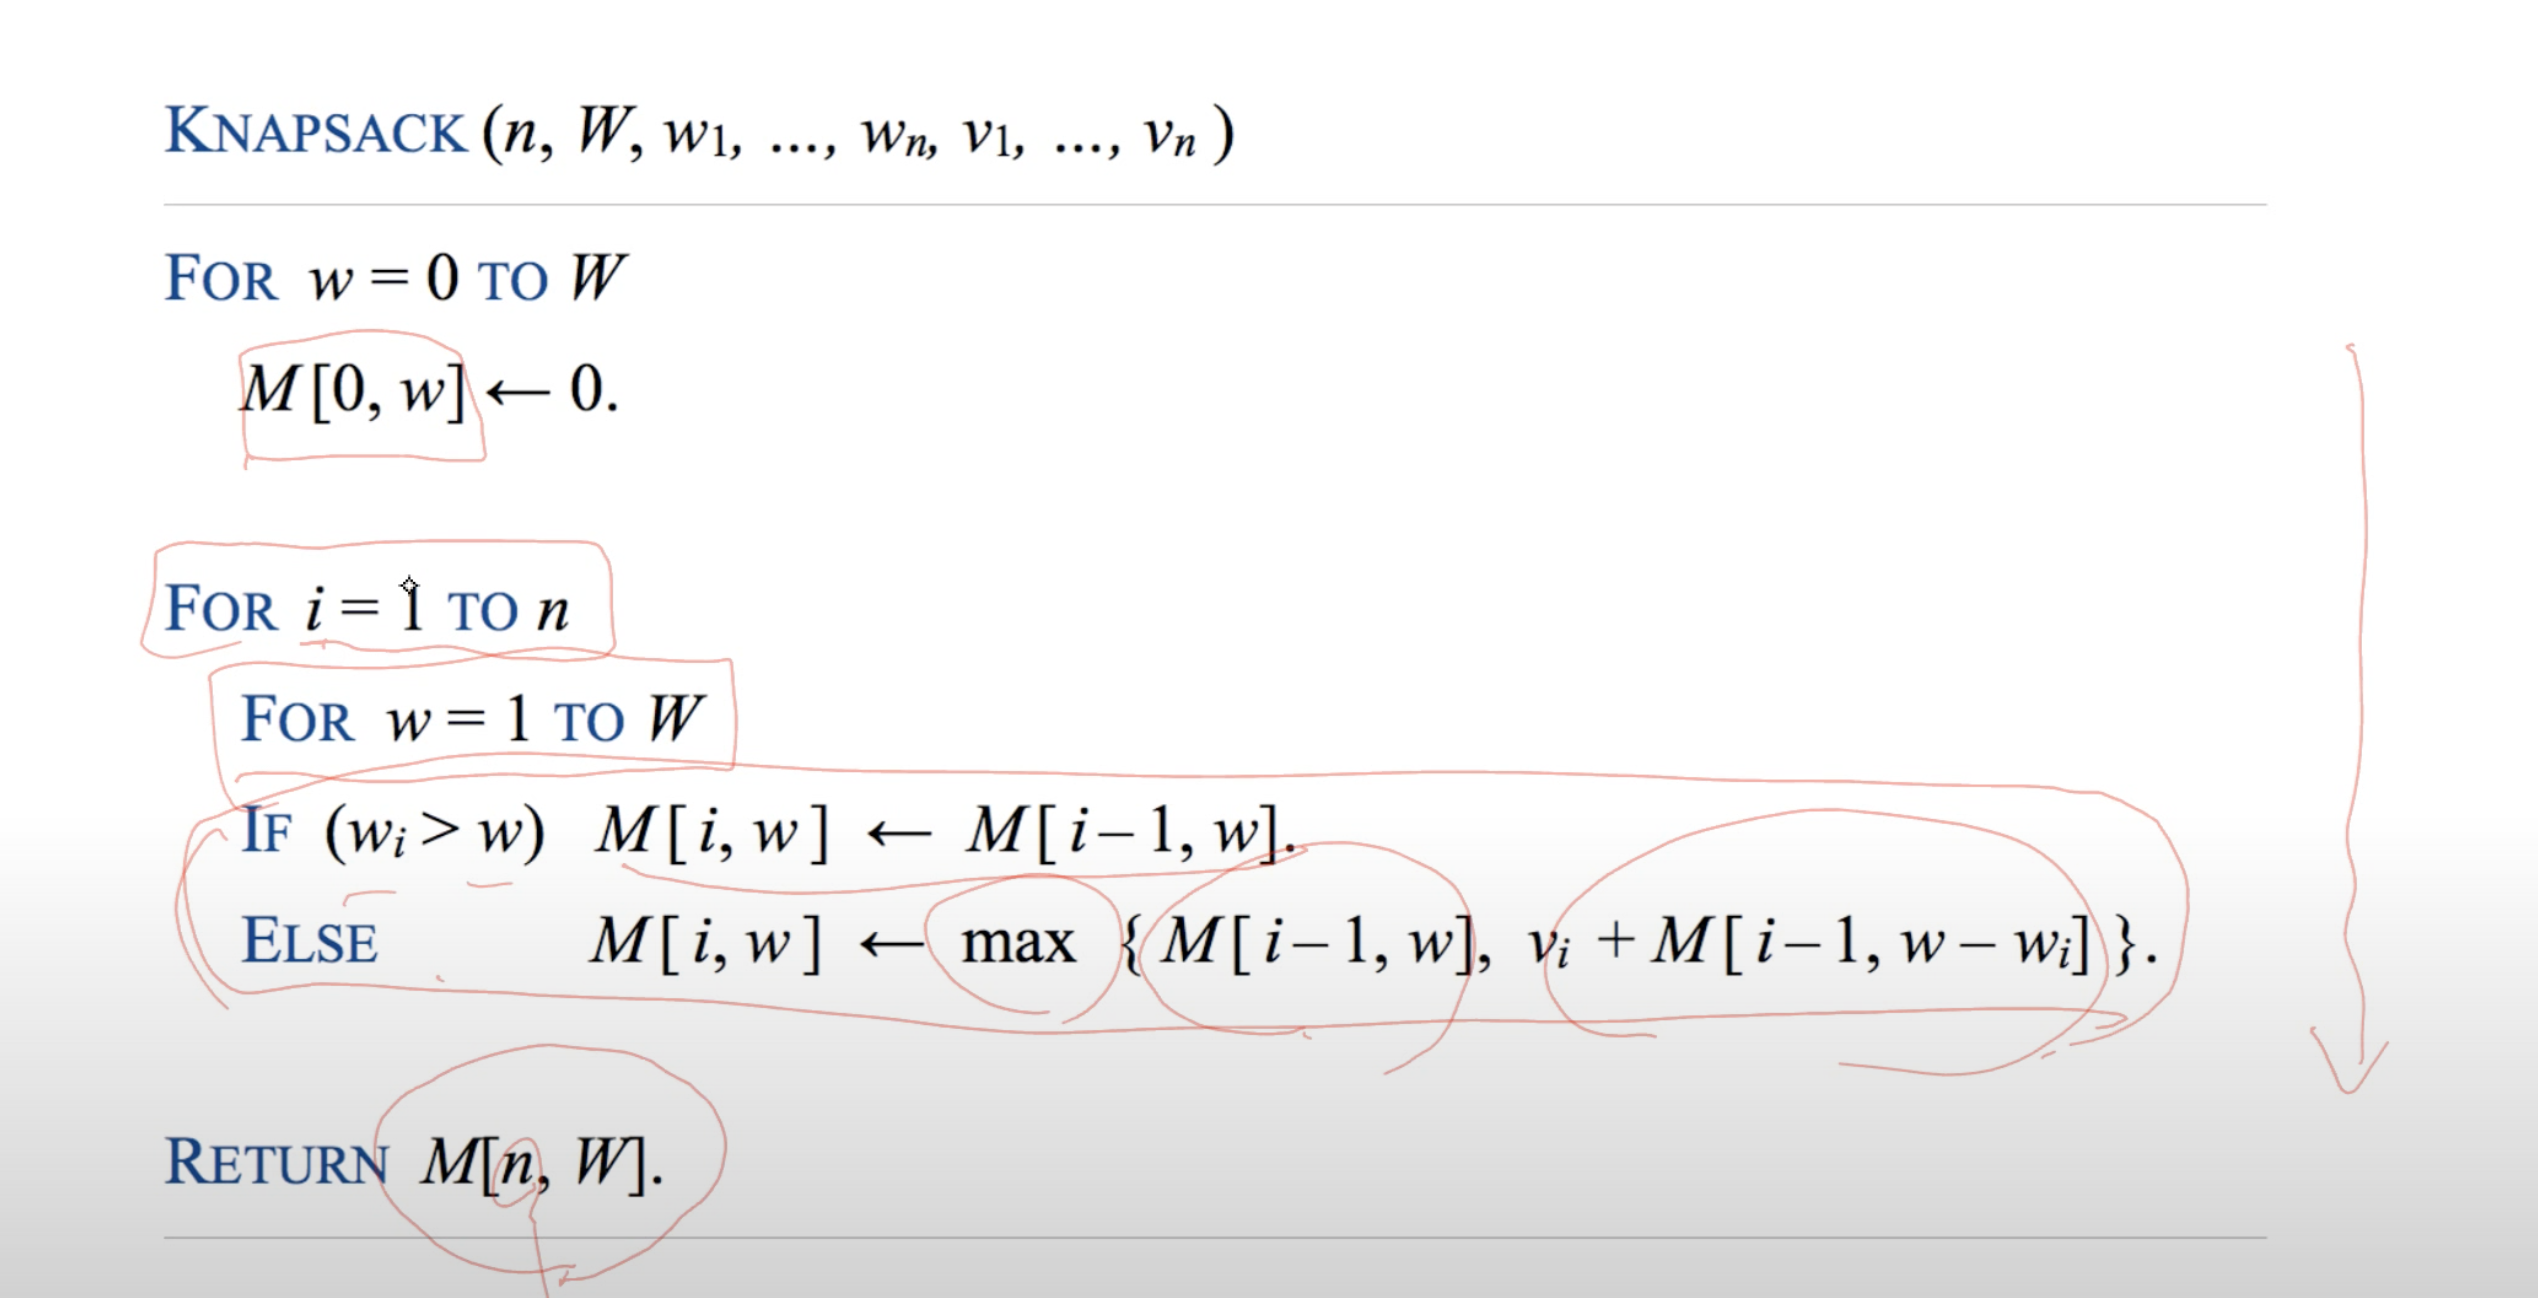 KNAPSACK (n, W, w1, ..., wn, v1, ..., vn )
FOR w = 0 TO W
M [0, w] ← 0.
FOR i = 1 TO n
FOR w = 1 TO W
IF (wi > w) M [ i, w ] ← M [ i – 1, w].
ELSE M [ i, w ] ← max { M [ i – 1, w], vi + M [ i – 1, w – wi] }.
RETURN M[n, W].